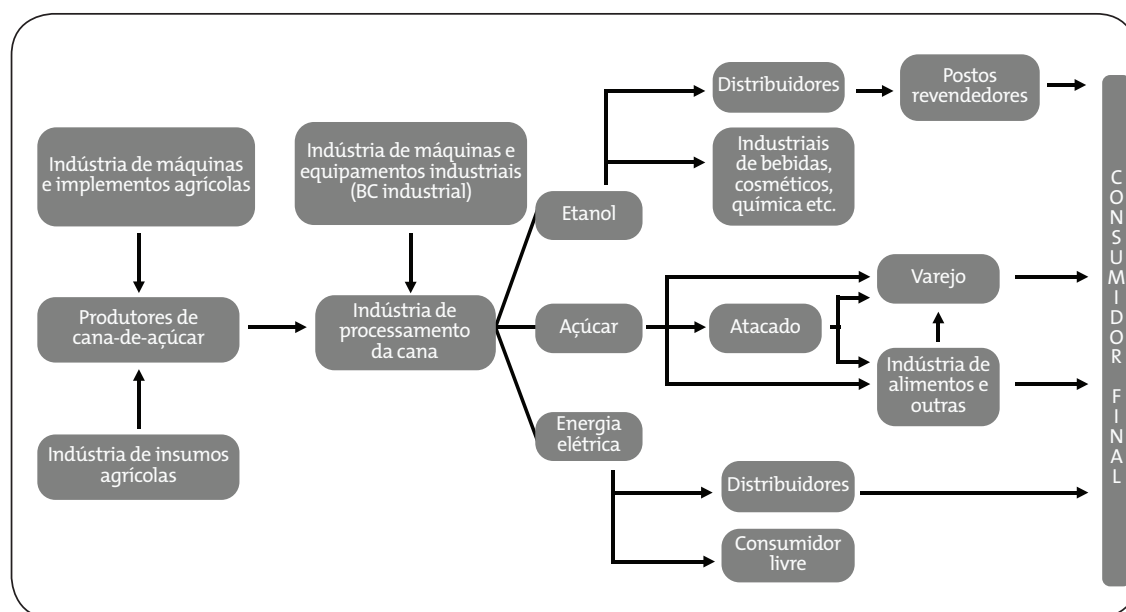 Indústria de máquinas
e implementos agrícolas
Produtores de
cana-de-açúcar
Indústria de insumos
agrícolas
Indústria de máquinas e
equipamentos industriais
(BC industrial)
Indústria de
processamento
da cana
Etanol
Açúcar
Energia
elétrica
Distribuidores
Postos
revendedores
Industriais
de bebidas,
cosméticos,
química etc.
Varejo
Atacado
Indústria de
alimentos e
outras
Distribuidores
Consumidor
livre
CONSUMIDOR FINAL